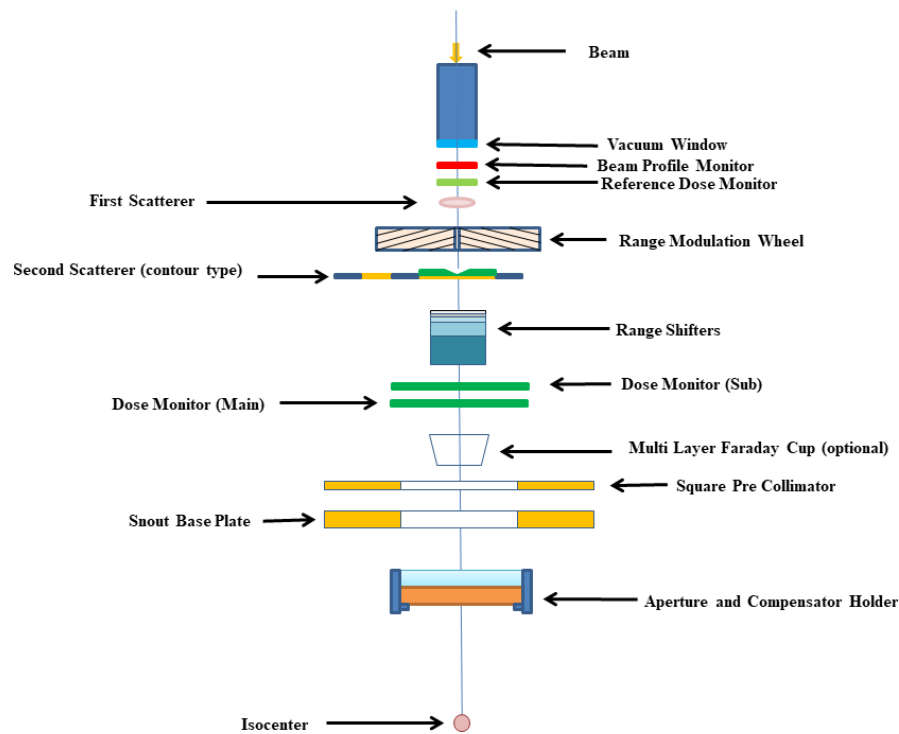 Beam
Vacuum Window
Beam Profile Monitor
Reference Dose Monitor
First Scatterer
Range Modulation Wheel
Second Scatterer (contour type)
Range Shifters
Dose Monitor (Sub)
Dose Monitor (Main)
Multi Layer Faraday Cup (optional)
Square Pre Collimator
Snout Base Plate
Aperture and Compensator Holder
Isocenter